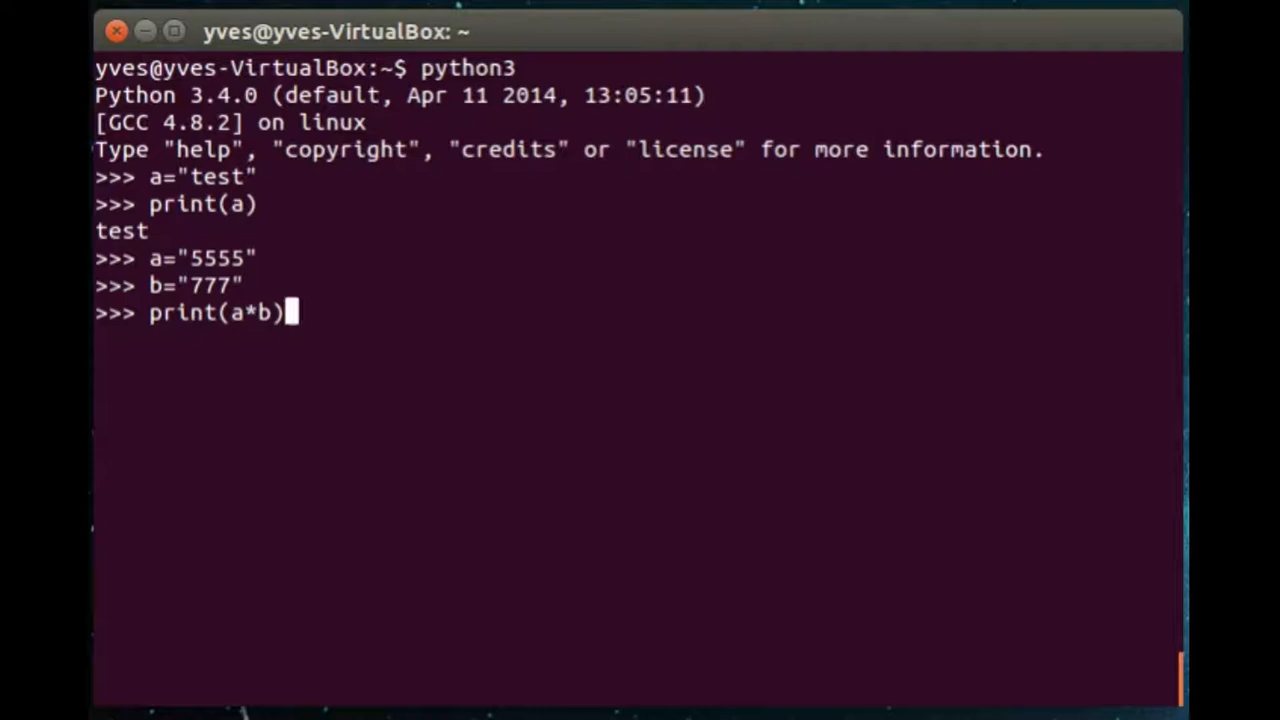 yves@yves-VirtualBox: ~
yves@yves-VirtualBox:~$ python3
Python 3.4.0 (default, Apr 11 2014, 13:05:11)
[GCC 4.8.2] on linux
Type "help", "copyright", "credits" or "license" for more information.
>>> a="test"
>>> print(a)
test
>>> a="5555"
>>> b="777"
>>> print(a*b)